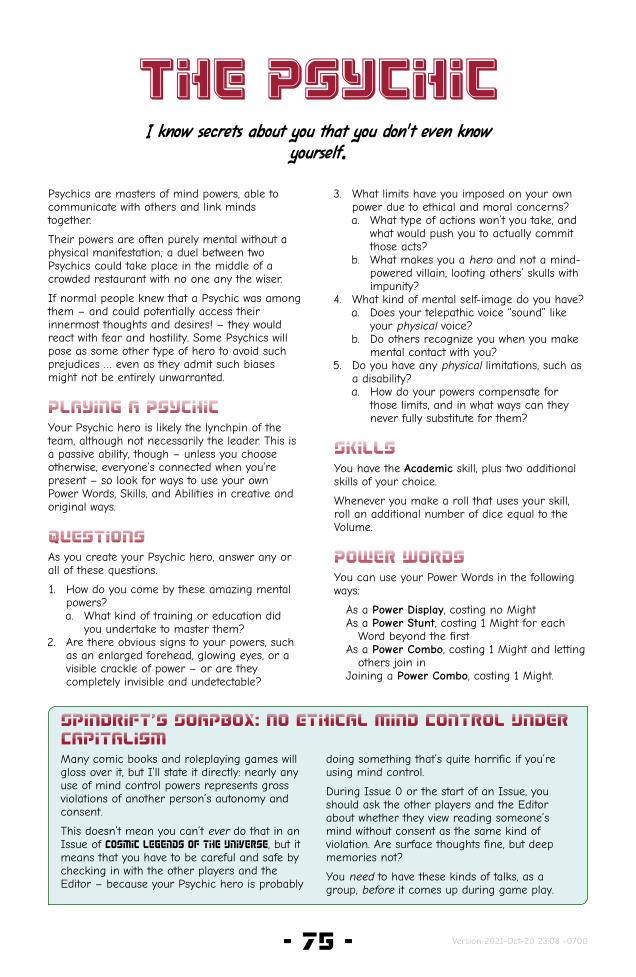 THE PSYCHIC
I know secrets about you that you don't even know
yourself.
Psychics are masters of mind powers, able to
communicate with others and link minds
together.
Their powers are often purely mental without a
physical manifestation; a duel between two
Psychics could take place in the middle of a
crowded restaurant with no one any the wiser.
If normal people knew that a Psychic was among
them – and could potentially access their
innermost thoughts and desires! – they would
react with fear and hostility. Some Psychics will
pose as some other type of hero to avoid such
prejudices ... even as they admit such biases
might not be entirely unwarranted.
PLAYING A PSYCHIC
Your Psychic hero is likely the lynchpin of the
team, although not necessarily the leader. This is
a passive ability, though – unless you choose
otherwise, everyone's connected when you're
present – so look for ways to use your own
Power Words, Skills, and Abilities in creative and
original ways.
QUESTIONS
As you create your Psychic hero, answer any or
all of these questions.
1. How do you come by these amazing mental
powers?
a. What kind of training or education did
you undertake to master them?
2. Are there obvious signs to your powers, such
as an enlarged forehead, glowing eyes, or a
visible crackle of power – or are they
completely invisible and undetectable?
3. What limits have you imposed on your own
power due to ethical and moral concerns?
a. What type of actions won't you take, and
what would push you to actually commit
those acts?
b. What makes you a hero and not a mind-
powered villain, looting others' skulls with
impunity?
4. What kind of mental self-image do you have?
a. Does your telepathic voice "sound" like
your physical voice?
b. Do others recognize you when you make
mental contact with you?
5. Do you have any physical limitations, such as
a disability?
a. How do your powers compensate for
those limits, and in what ways can they
never fully substitute for them?
SKILLS
You have the Academic skill, plus two additional
skills of your choice.
Whenever you make a roll that uses your skill,
roll an additional number of dice equal to the
Volume.
POWER WORDS
You can use your Power Words in the following
ways:
As a Power Display, costing no Might
As a Power Stunt, costing 1 Might for each
Word beyond the first
As a Power Combo, costing 1 Might and letting
others join in
Joining a Power Combo, costing 1 Might.
SPINDRIFT'S SOAPBOX: NO ETHICAL MIND CONTROL UNDER
CAPITALISM
Many comic books and roleplaying games will
gloss over it, but I'll state it directly: nearly any
use of mind control powers represents gross
violations of another person's autonomy and
consent.
This doesn't mean you can't ever do that in an
Issue of COSMIC LEGENDS OF THE UNIVERSE, but it
means that you have to be careful and safe by
checking in with the other players and the
Editor – because your Psychic hero is probably
doing something that's quite horrific if you're
using mind control.
During Issue 0 or the start of an Issue, you
should ask the other players and the Editor
about whether they view reading someone's
mind without consent as the same kind of
violation. Are surface thoughts fine, but deep
memories not?
You need to have these kinds of talks, as a
group, before it comes up during game play.
- 75 -
Version 2021-Oct-20 23:08 -0700